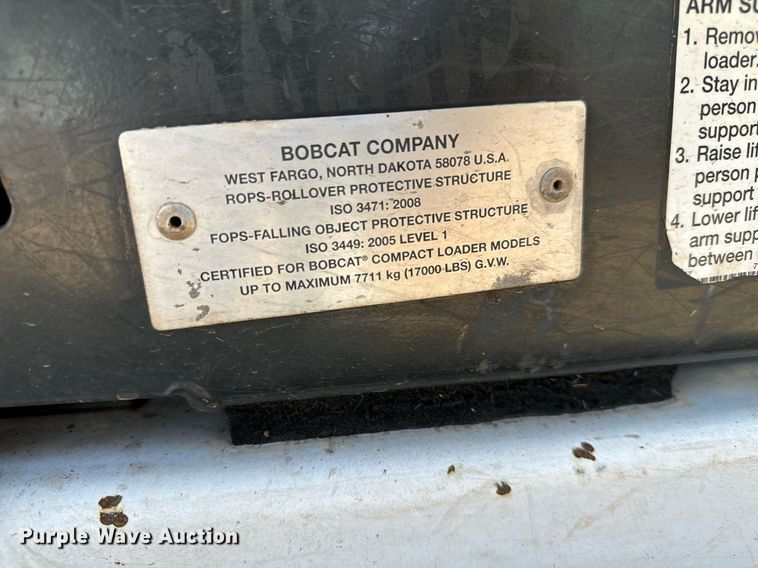 BOBCAT COMPANY
WEST FARGO, NORTH DAKOTA 58078 U.S.A.
ROPS-ROLLOVER PROTECTIVE STRUCTURE
ISO 3471: 2008
FOPS-FALLING OBJECT PROTECTIVE STRUCTURE
ISO 3449: 2005 LEVEL 1
CERTIFIED FOR BOBCAT® COMPACT LOADER MODELS
UP TO MAXIMUM 7711 kg (17000 LBS) G.V.W.
ARM SU
1. Remov
loader.
2. Stay in
person
support
3. Raise lif
person p
support
4. Lower lif
arm supp
between
7
Purple Wave Auction